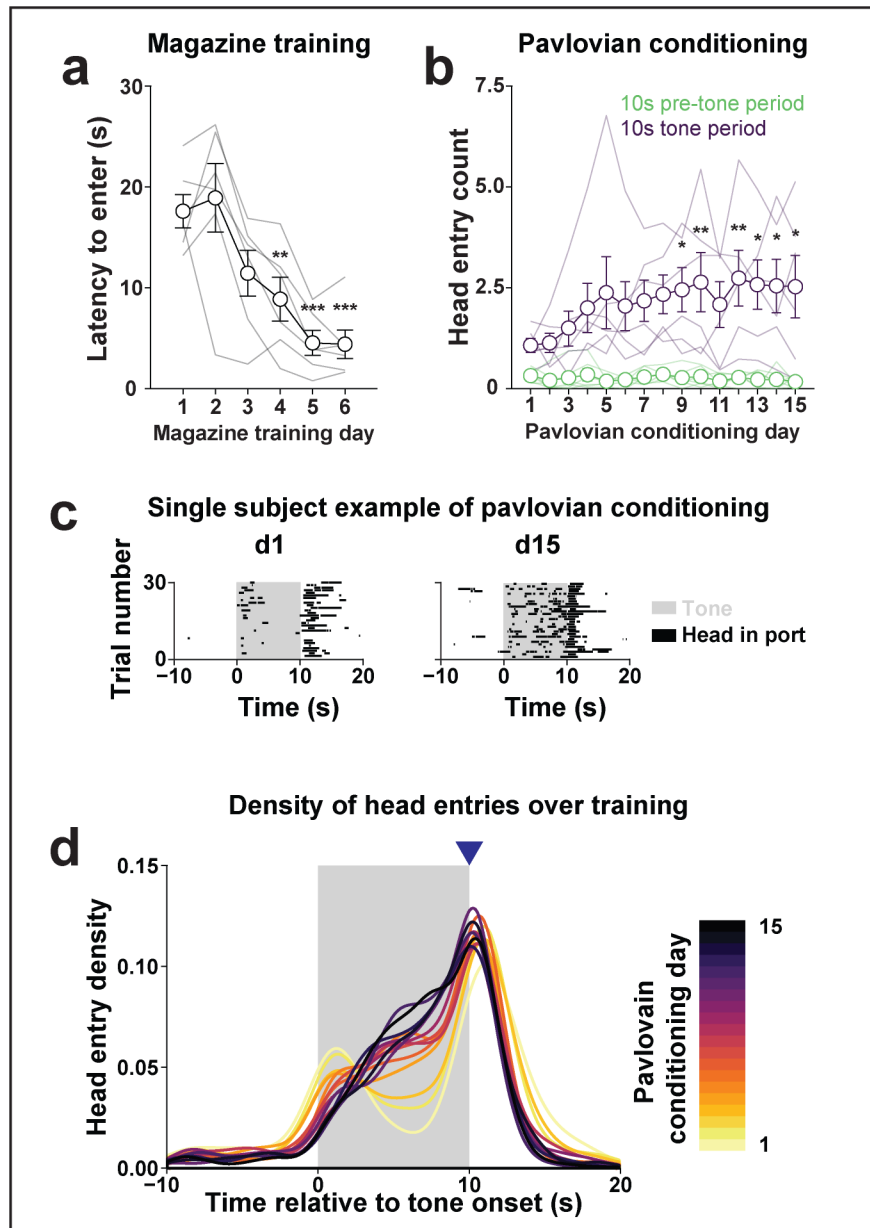 Magazine training
Pavlovian conditioning
a
b
Latency to enter (s)
30
20
10
0
** *** ***
1 2 3 4 5 6
Magazine training day
Head entry count
7.5
5.0
2.5
0
10s pre-tone period
10s tone period
* ** ** * * *
1 3 5 7 9 11 13 15
Pavlovian conditioning day
c
Single subject example of pavlovian conditioning
d1
d15
Trial number
30
0
−10 0 10 20
−10 0 10 20
Time (s)
Time (s)
Tone
Head in port
Density of head entries over training
d
Head entry density
0.15
0.10
0.05
0.00
−10 0 10 20
Time relative to tone onset (s)
Pavlovain
conditioning day
15
1